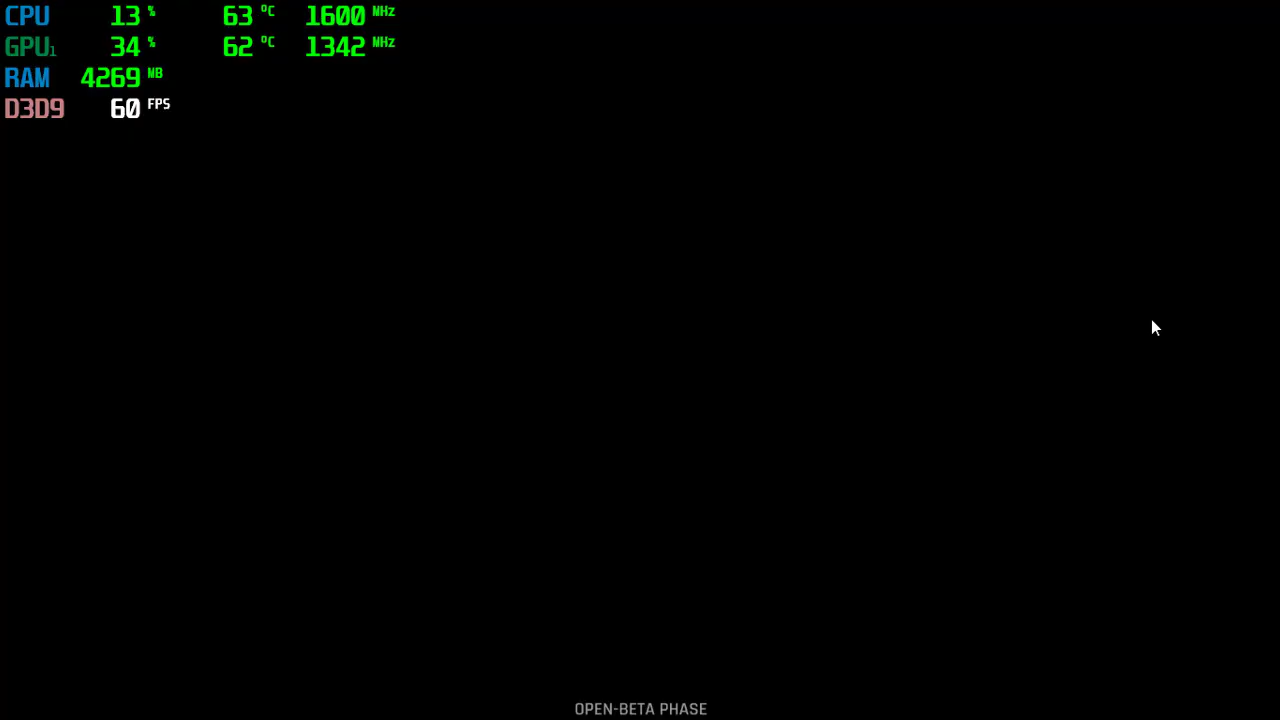 CPU 13 % 63 °C 1600 MHz
GPU1 34 % 62 °C 1342 MHz
RAM 4269 MB
D3D9 60 FPS
OPEN-BETA PHASE